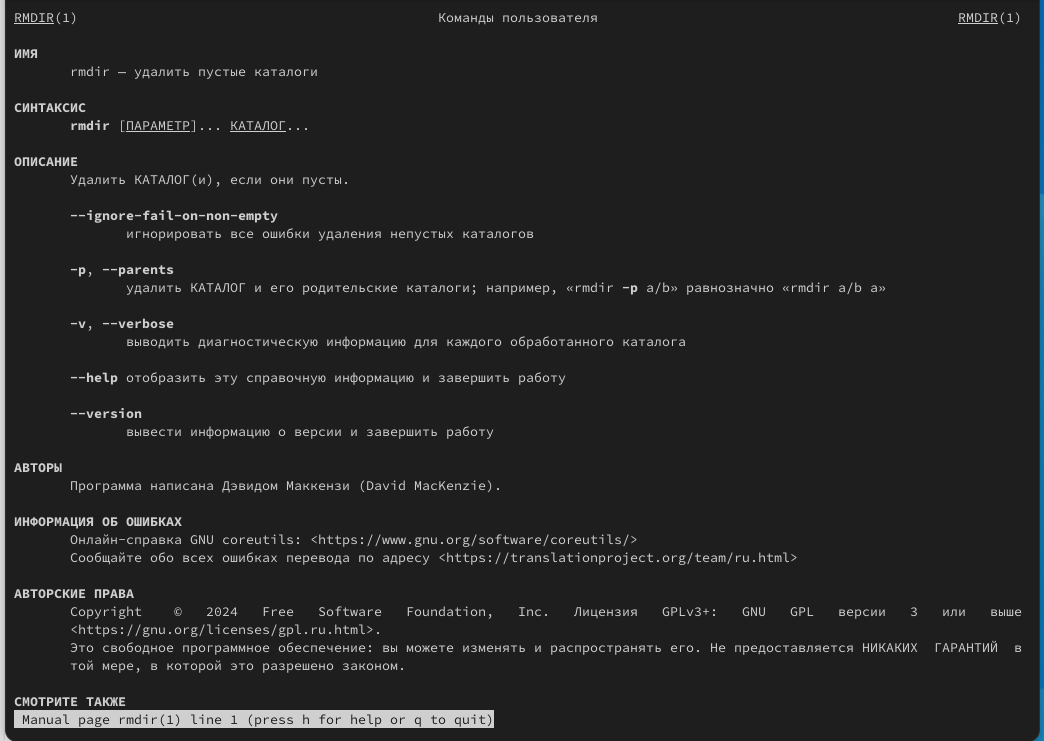 RMDIR(1) Команды пользователя RMDIR(1)
ИМЯ
rmdir — удалить пустые каталоги
СИНТАКСИС
rmdir [ПАРАМЕТР]... КАТАЛОГ...
ОПИСАНИЕ
Удалить КАТАЛОГ(и), если они пусты.
--ignore-fail-on-non-empty
игнорировать все ошибки удаления непустых каталогов
-p, --parents
удалить КАТАЛОГ и его родительские каталоги; например, «rmdir -p a/b» равнозначно «rmdir a/b a»
-v, --verbose
выводить диагностическую информацию для каждого обработанного каталога
--help отобразить эту справочную информацию и завершить работу
--version
вывести информацию о версии и завершить работу
АВТОРЫ
Программа написана Дэвидом Маккензи (David MacKenzie).
ИНФОРМАЦИЯ ОБ ОШИБКАХ
Онлайн-справка GNU coreutils: <https://www.gnu.org/software/coreutils/>
Сообщайте обо всех ошибках перевода по адресу <https://translationproject.org/team/ru.html>
АВТОРСКИЕ ПРАВА
Copyright © 2024 Free Software Foundation, Inc. Лицензия GPLv3+: GNU GPL версии 3 или выше
<https://gnu.org/licenses/gpl.ru.html>.
Это свободное программное обеспечение: вы можете изменять и распространять его. Не предоставляется НИКАКИХ ГАРАНТИЙ в
той мере, в которой это разрешено законом.
СМОТРИТЕ ТАКЖЕ
Manual page rmdir(1) line 1 (press h for help or q to quit)